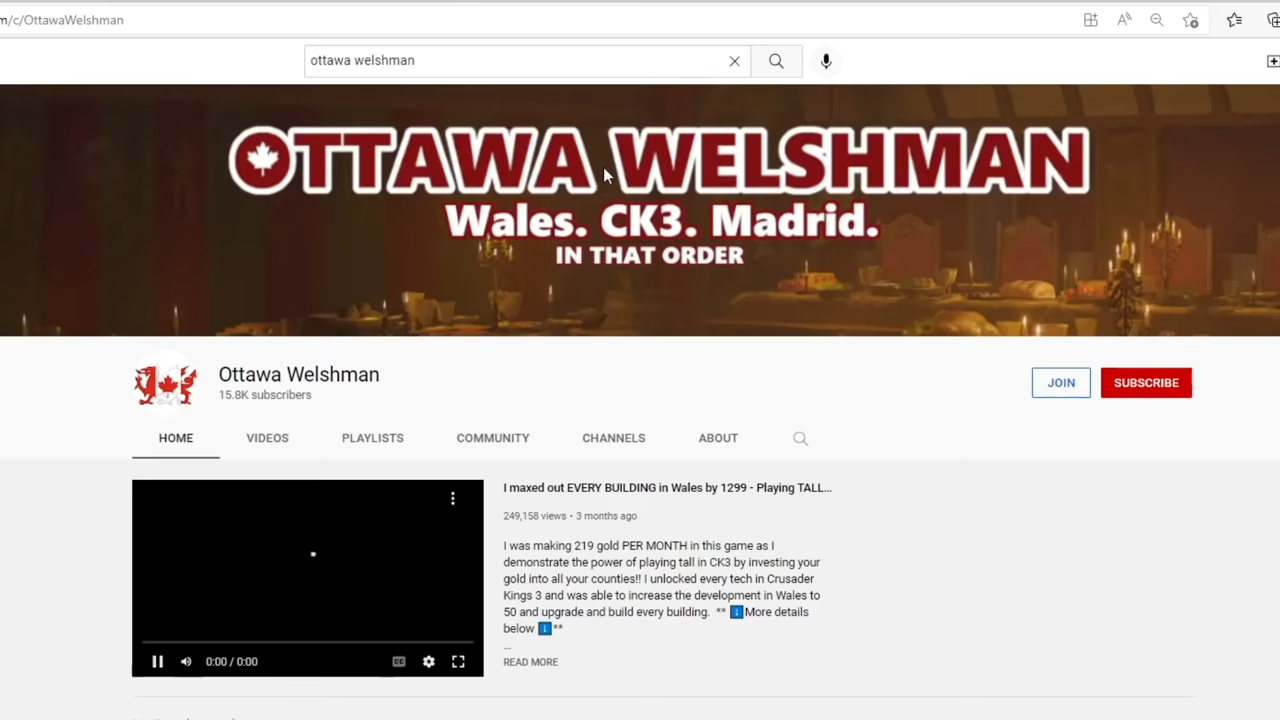 m/c/OttawaWelshman
ottawa welshman
OTTAWA WELSHMAN
Wales. CK3. Madrid.
IN THAT ORDER
Ottawa Welshman
15.8K subscribers
JOIN
SUBSCRIBE
HOME
VIDEOS
PLAYLISTS
COMMUNITY
CHANNELS
ABOUT
I maxed out EVERY BUILDING in Wales by 1299 - Playing TALL...
249,158 views • 3 months ago
I was making 219 gold PER MONTH in this game as I
demonstrate the power of playing tall in CK3 by investing your
gold into all your counties!! I unlocked every tech in Crusader
Kings 3 and was able to increase the development in Wales to
50 and upgrade and build every building. ** ⬇️More details
below ⬇️**
...
READ MORE
0:00 / 0:00